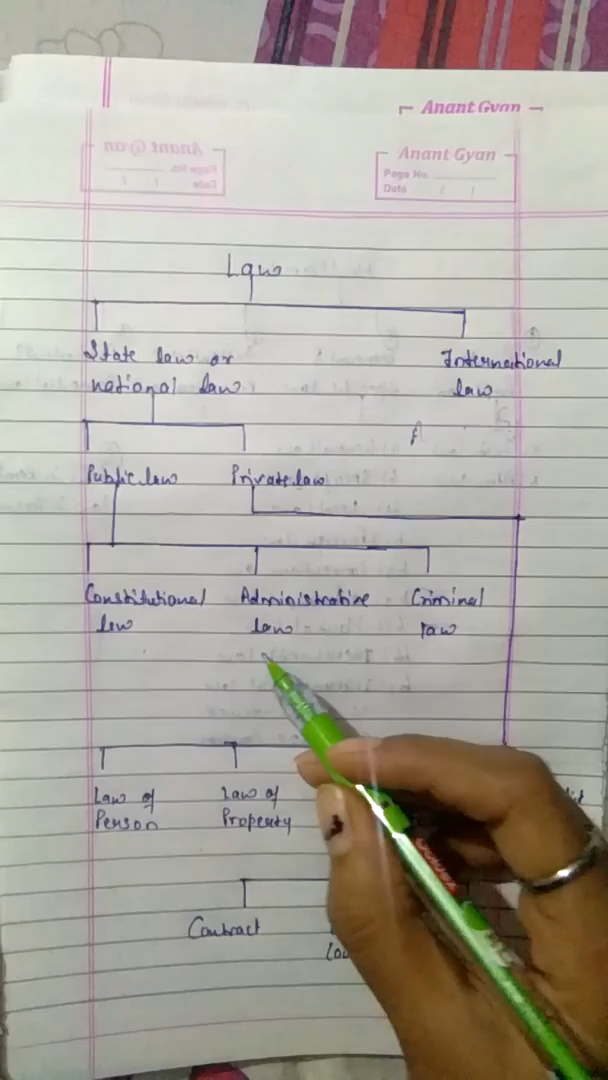 Anant Gyan
Anant Gyan
Page No.
Date / /
Law
State law or
national law
International
law
Public law
Private law
Constitutional
law
Administrative
law
Criminal
law
Law of
Person
Law of
Property
Contract